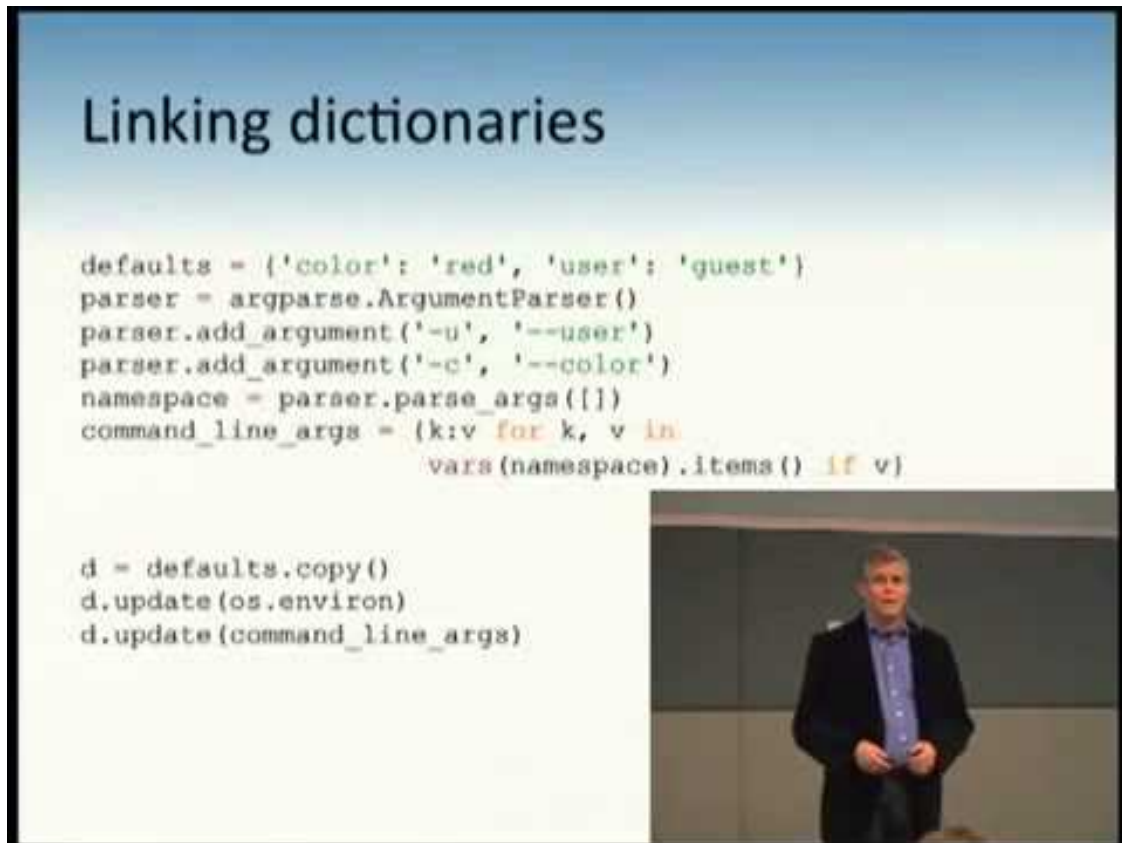 Linking dictionaries
defaults = {'color': 'red', 'user': 'guest'}
parser = argparse.ArgumentParser()
parser.add_argument('-u', '--user')
parser.add_argument('-c', '--color')
namespace = parser.parse_args([])
command_line_args = {k:v for k, v in
vars(namespace).items() if v}
d = defaults.copy()
d.update(os.environ)
d.update(command_line_args)